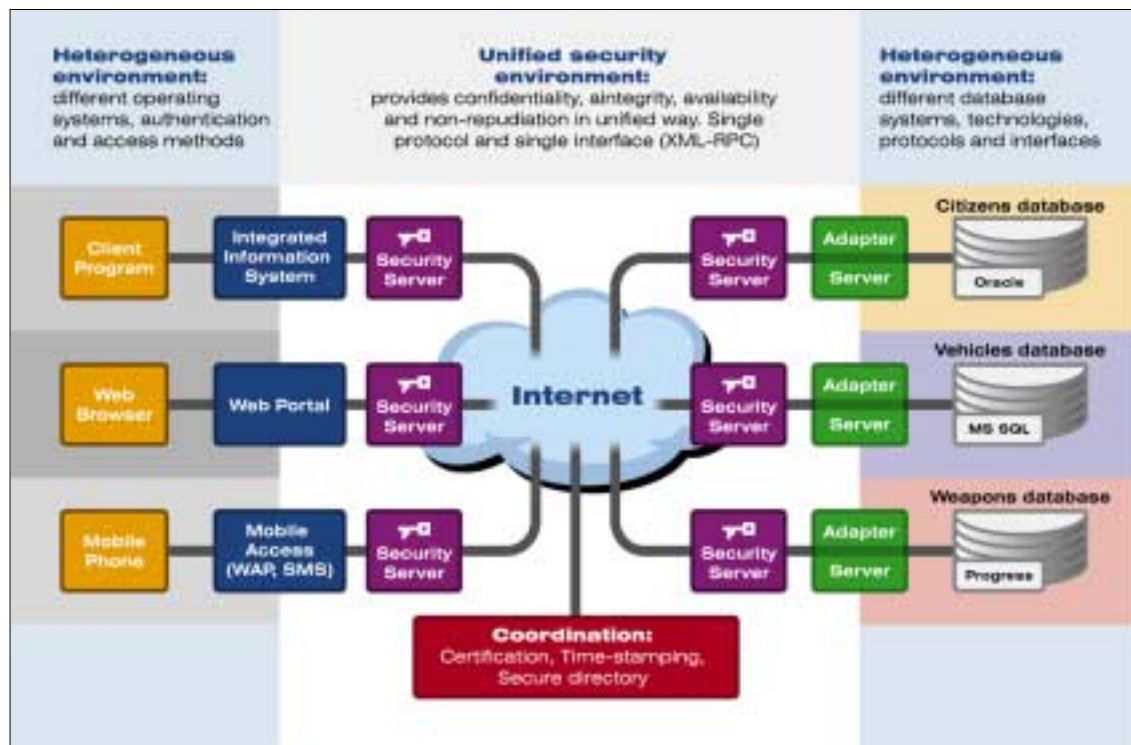 Heterogeneous
environment:
different operating
systems, authentication
and access methods
Unified security
environment:
provides confidentiality, aintegrity, availability
and non-repudiation in unified way. Single
protocol and single interface (XML-RPC)
Heterogeneous
environment:
different database
systems, technologies,
protocols and interfaces
Client
Program
Integrated
Information
System
Security
Server
Security
Server
Adapter
Server
Citizens database
Oracle
Web
Browser
Web Portal
Security
Server
Internet
Security
Server
Adapter
Server
Vehicles database
MS SQL
Mobile
Phone
Mobile
Access
(WAP, SMS)
Security
Server
Security
Server
Adapter
Server
Weapons database
Progress
Coordination:
Certification, Time-stamping,
Secure directory